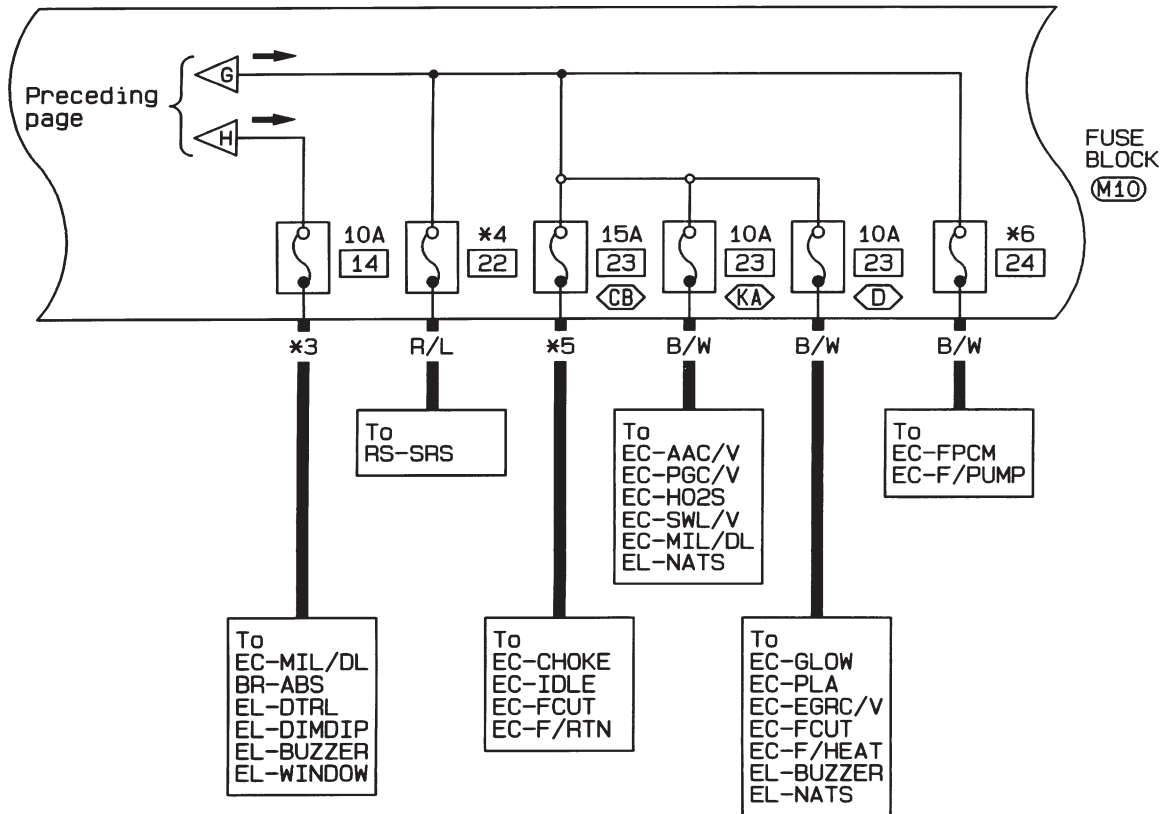 G
Preceding
page
H
FUSE
BLOCK
M10
10A
14
*4
22
15A
23
CB
10A
23
KA
10A
23
D
*6
24
*3
R/L
*5
B/W
B/W
B/W
To
RS-SRS
To
EC-AAC/V
EC-PGC/V
EC-HO2S
EC-SWL/V
EC-MIL/DL
EL-NATS
To
EC-FPCM
EC-F/PUMP
To
EC-MIL/DL
BR-ABS
EL-DTRL
EL-DIMDIP
EL-BUZZER
EL-WINDOW
To
EC-CHOKE
EC-IDLE
EC-FCUT
EC-F/RTN
To
EC-GLOW
EC-PLA
EC-EGRC/V
EC-FCUT
EC-F/HEAT
EL-BUZZER
EL-NATS